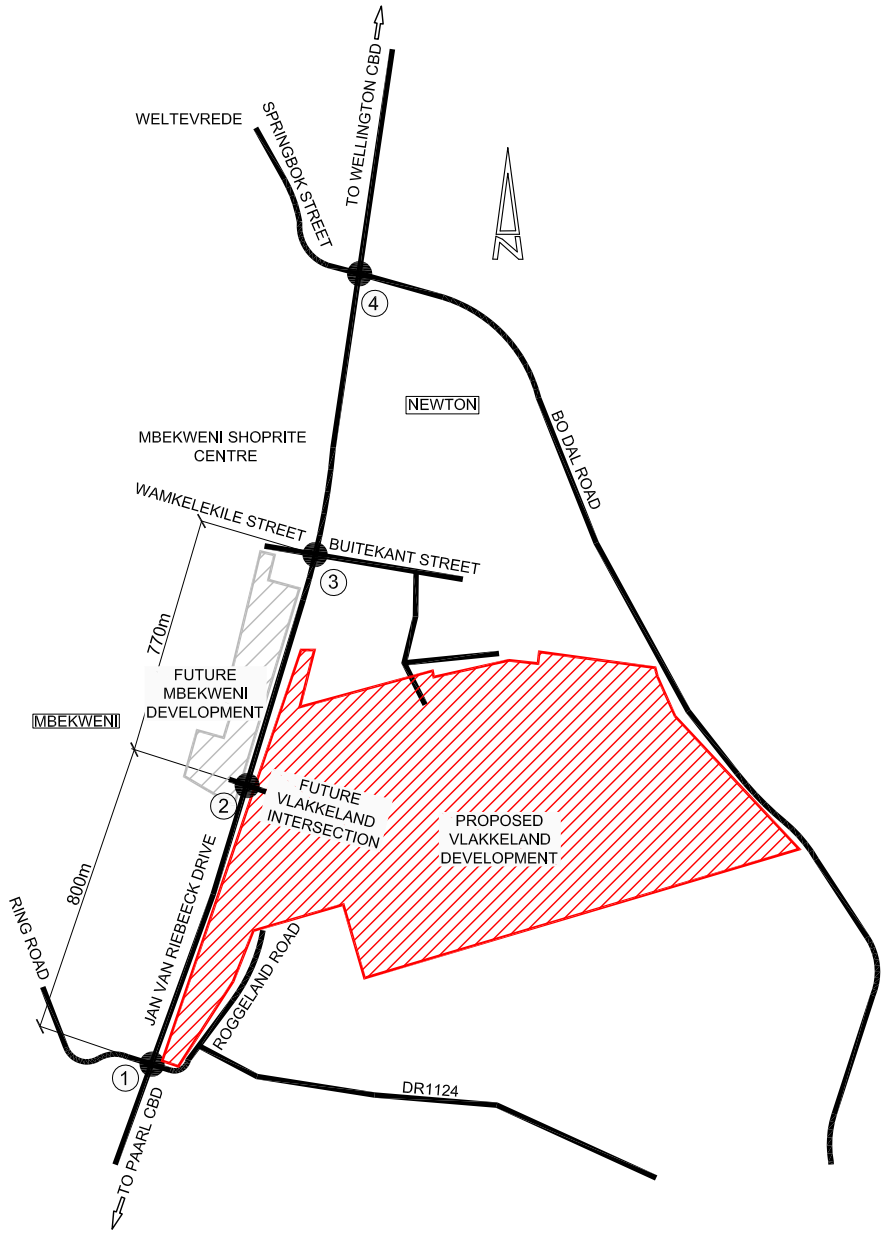 TO WELLINGTON CBD
WELTEVREDE
SPRINGBOK STREET
N
4
NEWTON
BO DAL ROAD
MBEKWENI SHOPRITE
CENTRE
WAMKELEKILE STREET
BUITEKANT STREET
3
770m
FUTURE
MBEKWENI
DEVELOPMENT
MBEKWENI
2
FUTURE
VLAKKELAND
INTERSECTION
PROPOSED
VLAKKELAND
DEVELOPMENT
800m
JAN VAN RIEBEECK DRIVE
RING ROAD
ROGGELAND ROAD
1
DR1124
TO PAARL CBD